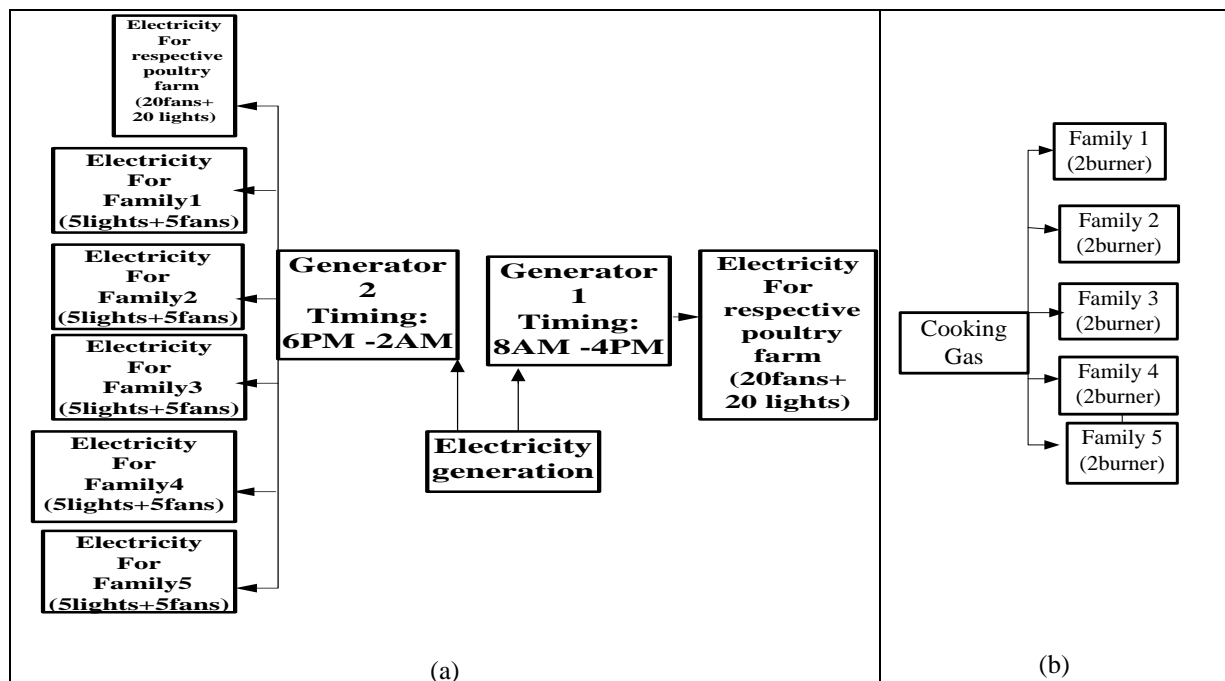 Electricity
For
respective
poultry
farm
(20fans+
20 lights)
Electricity
For
Family1
(5lights+5fans)
Electricity
For
Family2
(5lights+5fans)
Electricity
For
Family3
(5lights+5fans)
Electricity
For
Family4
(5lights+5fans)
Electricity
For
Family5
(5lights+5fans)
Generator
2
Timing:
6PM -2AM
Generator
1
Timing:
8AM -4PM
Electricity
generation
Electricity
For
respective
poultry
farm
(20fans+
20 lights)
(a)
Cooking
Gas
Family 1
(2burner)
Family 2
(2burner)
Family 3
(2burner)
Family 4
(2burner)
Family 5
(2burner)
(b)